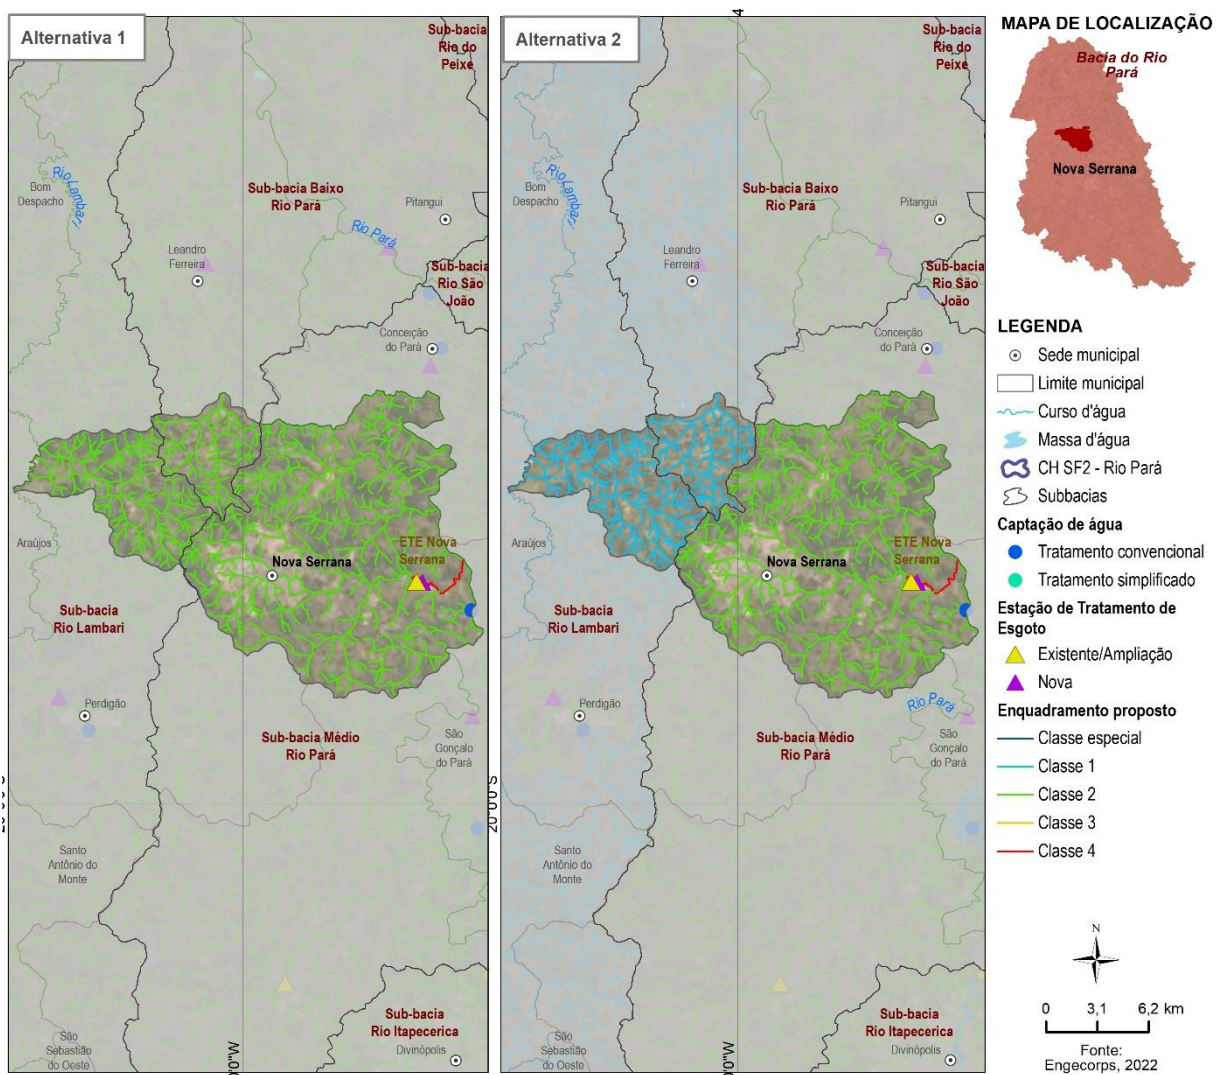 Alternativa 1
Sub-bacia
Rio do
Peixe
Bom
Despacho
Rio Lambari
Sub-bacia Baixo
Rio Pará
Pitangui
Rio Pará
Leandro
Ferreira
Sub-bacia
Rio São
João
Conceição
do Pará
Araújos
ETE Nova
Serrana
Nova Serrana
Sub-bacia
Rio Lambari
Perdigão
Sub-bacia Médio
Rio Pará
São
Gonçalo
do Pará
Santo
Antônio do
Monte
Sub-bacia
Rio Itapecerica
Divinópolis
São
Sebastião
do Oeste
0'0"W
Alternativa 2
4
Sub-bacia
Rio do
Peixe
Bom
Despacho
Rio Lambari
Sub-bacia Baixo
Rio Pará
Pitangui
Leandro
Ferreira
Sub-bacia
Rio São
João
Conceição
do Pará
Araújos
ETE Nova
Serrana
Nova Serrana
Sub-bacia
Rio Lambari
Perdigão
Rio Pará
Sub-bacia Médio
Rio Pará
São
Gonçalo
do Pará
20°0'0"S
Santo
Antônio do
Monte
Sub-bacia
Rio Itapecerica
Divinópolis
São
Sebastião
do Oeste
0'0"W
MAPA DE LOCALIZAÇÃO
Bacia do Rio
Pará
Nova Serrana
LEGENDA
Sede municipal
Limite municipal
Curso d'água
Massa d'água
CH SF2 - Rio Pará
Subbacias
Captação de água
Tratamento convencional
Tratamento simplificado
Estação de Tratamento de
Esgoto
Existente/Ampliação
Nova
Enquadramento proposto
Classe especial
Classe 1
Classe 2
Classe 3
Classe 4
N
0 3,1 6,2 km
Fonte:
Engecorps, 2022